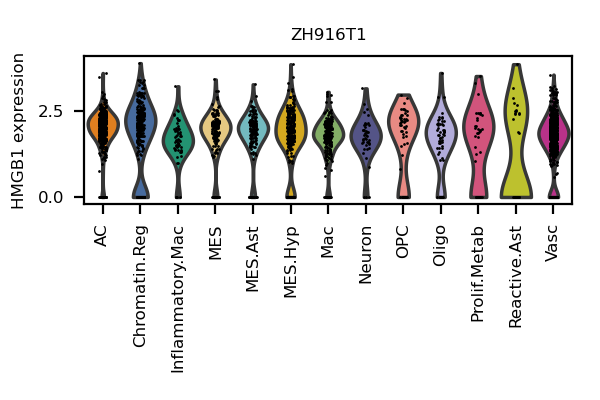 ZH916T1
HMGB1 expression
2.5
0.0
AC
Chromatin.Reg
Inflammatory.Mac
MES
MES.Ast
MES.Hyp
Mac
Neuron
OPC
Oligo
Prolif.Metab
Reactive.Ast
Vasc